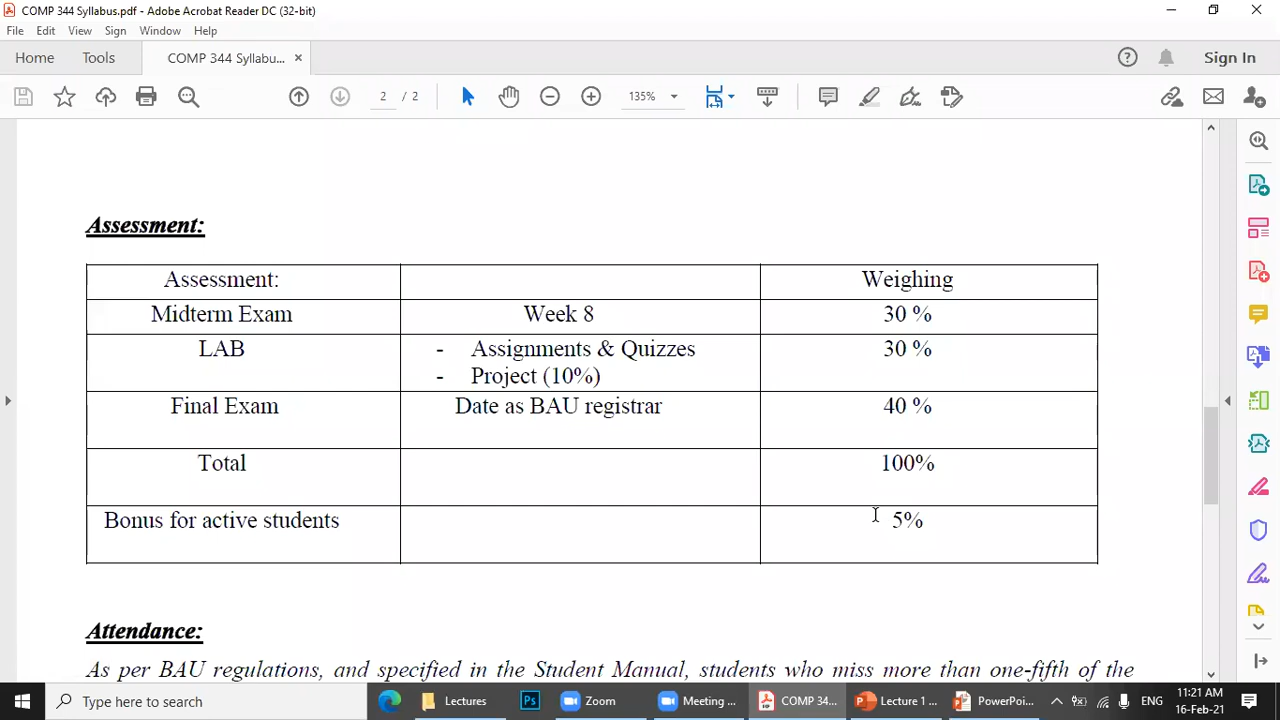 COMP 344 Syllabus.pdf - Adobe Acrobat Reader DC (32-bit)
File Edit View Sign Window Help
Home Tools COMP 344 Syllabu... × Sign In
2 / 2 135%
Assessment:
Assessment: Weighing
Midterm Exam Week 8 30 %
LAB - Assignments & Quizzes 30 %
- Project (10%)
Final Exam Date as BAU registrar 40 %
Total 100%
Bonus for active students 5%
Attendance:
As per BAU regulations, and specified in the Student Manual, students who miss more than one-fifth of the
Type here to search Lectures Ps Zoom Meeting ... COMP 34... Lecture 1 ... PowerPoi... ENG 11:21 AM
16-Feb-21